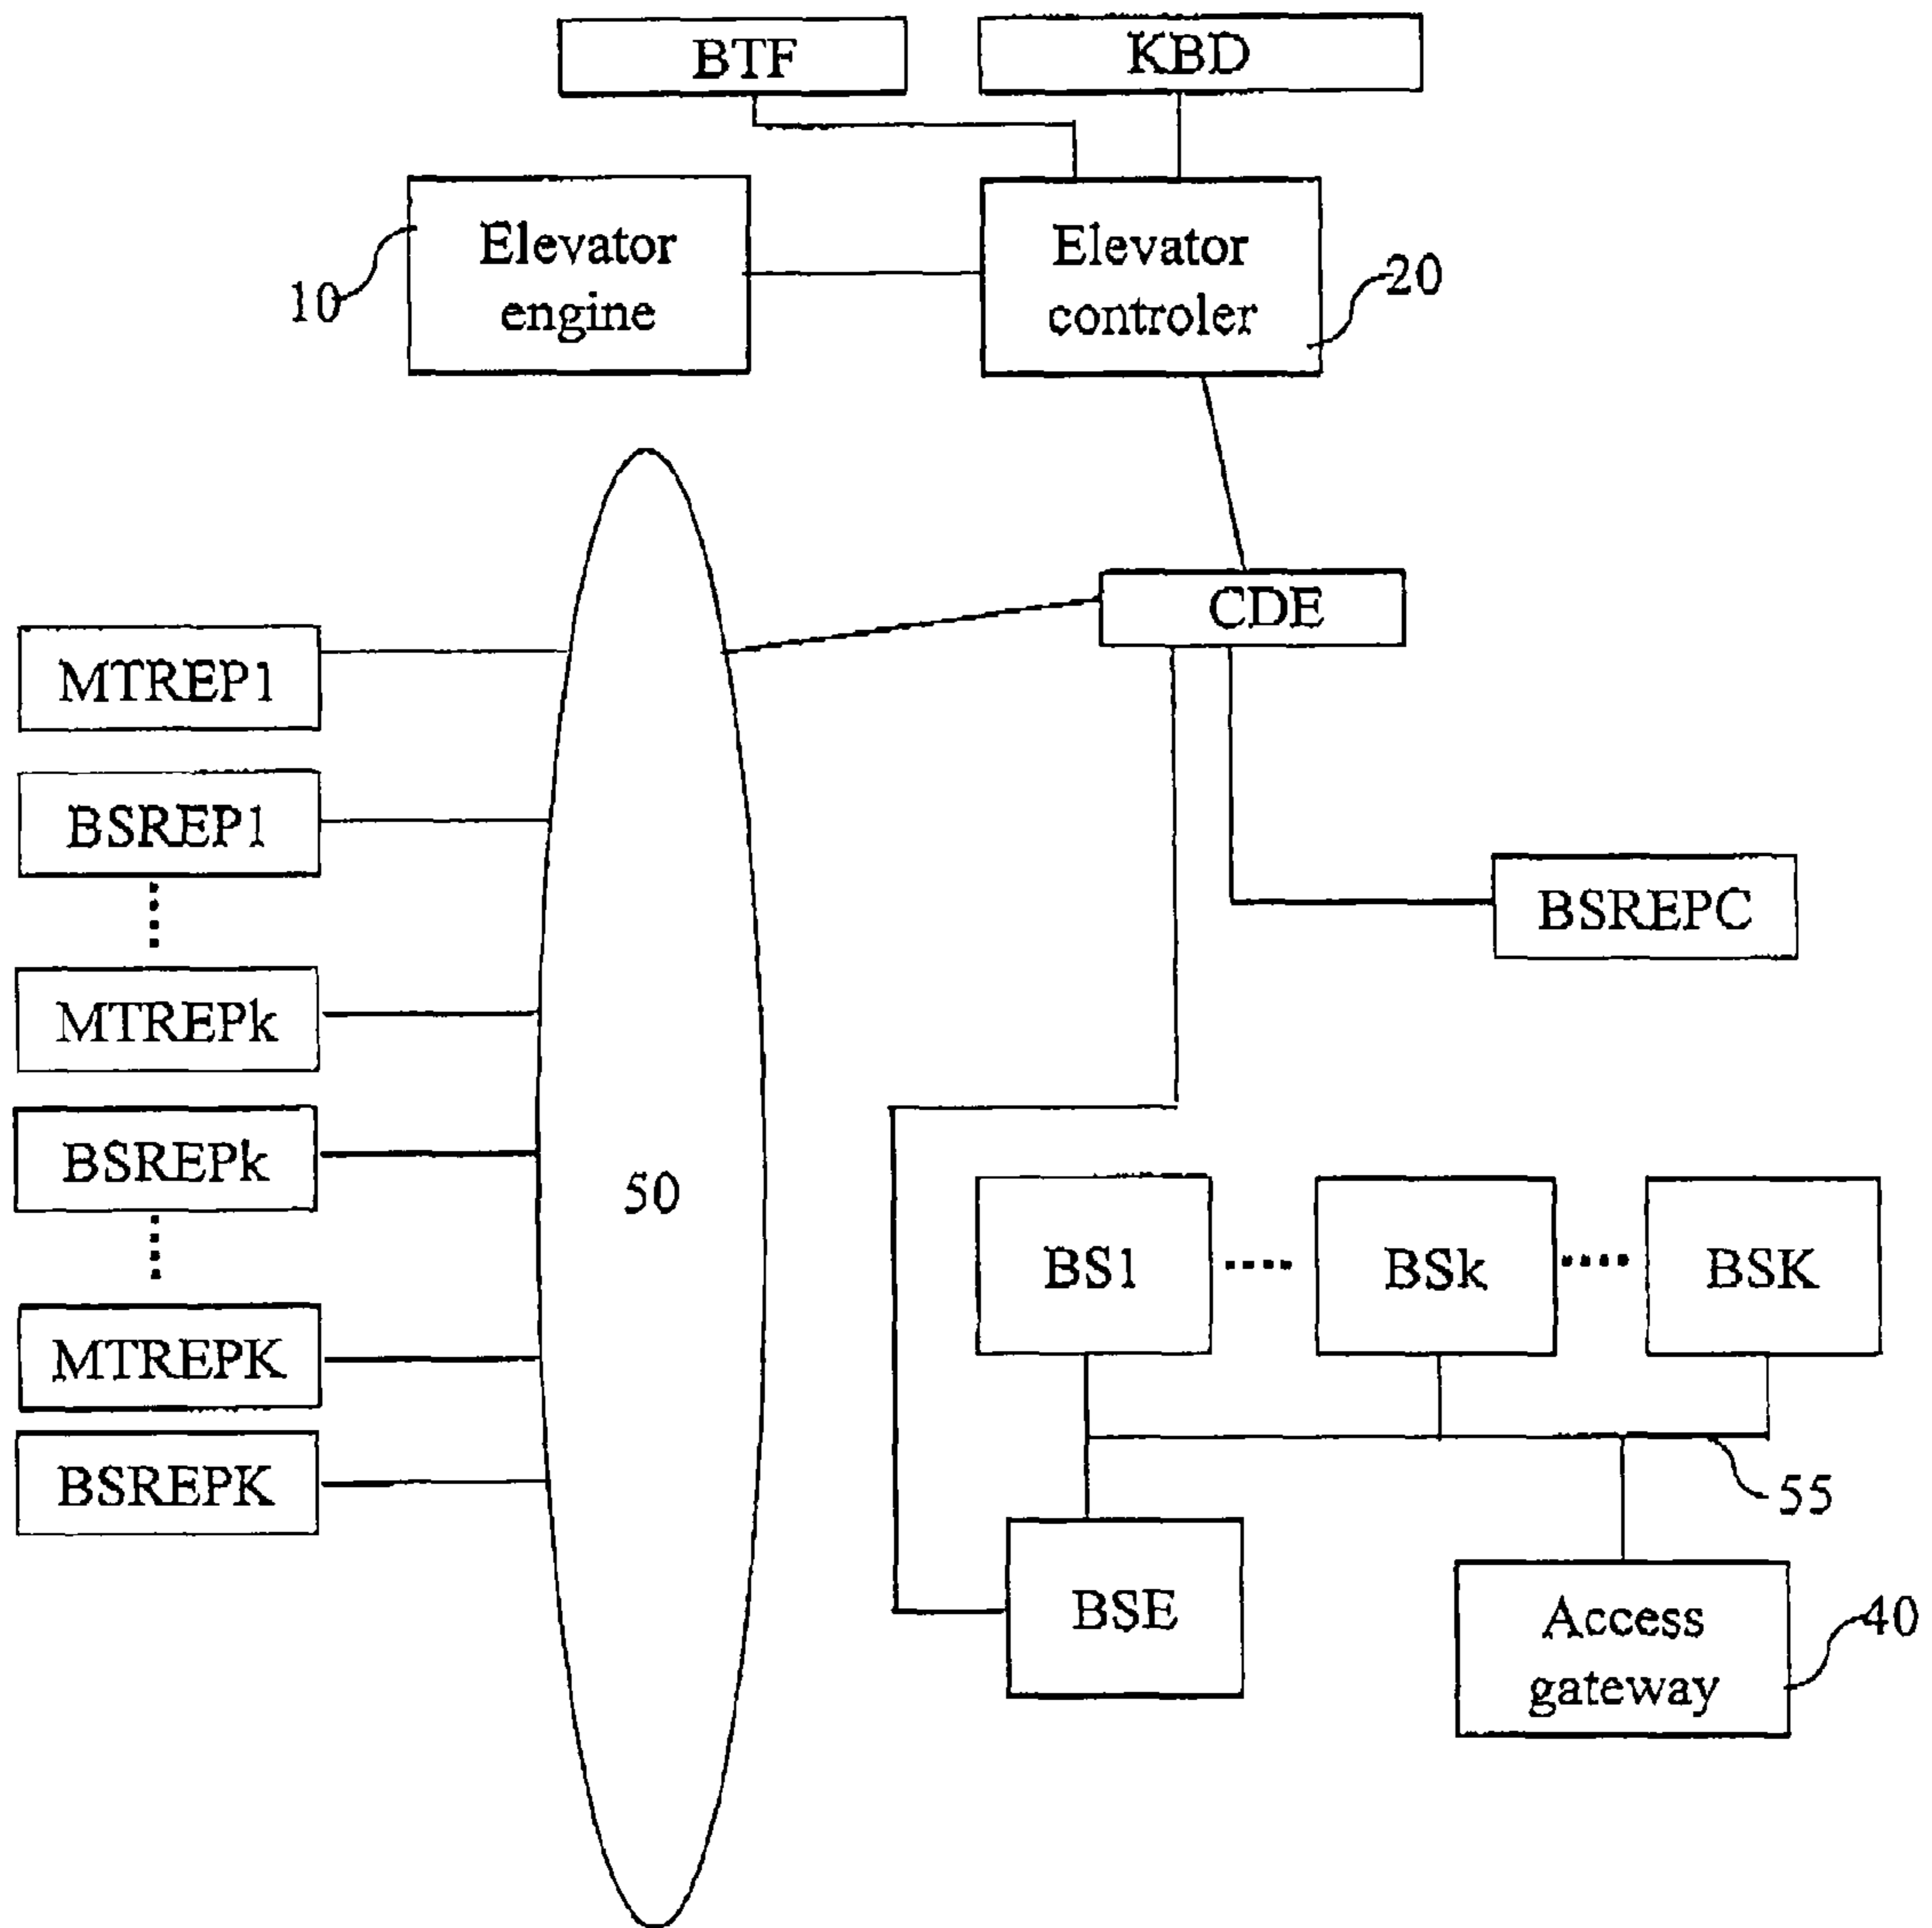 BTF
KBD
Elevator
engine
10
Elevator
controler
20
CDE
MTREP1
BSREP1
BSREPC
MTREPk
BSREPk
50
BS1
BSk
BSK
MTREPK
BSREPK
55
BSE
Access
gateway
40